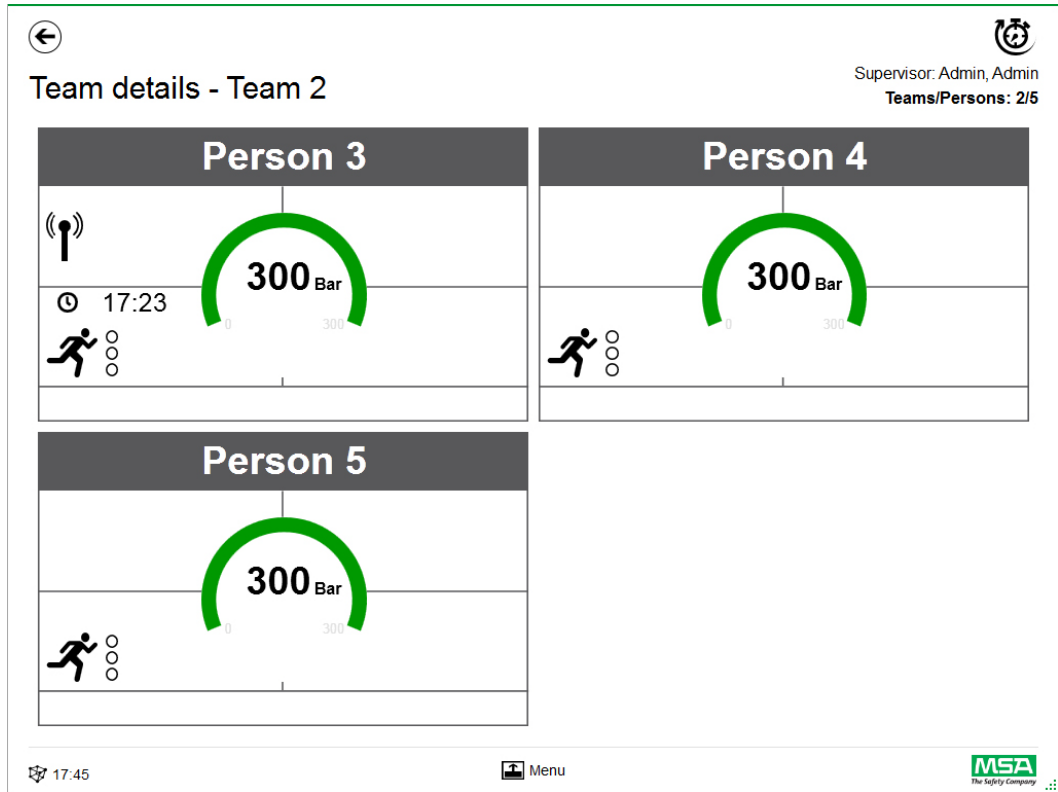 Supervisor: Admin, Admin
Team details - Team 2
Teams/Persons: 2/5
Person 3
300 Bar
0 300
17:23
Person 4
300 Bar
0 300
Person 5
300 Bar
0 300
17:45
Menu
MSA
The Safety Company